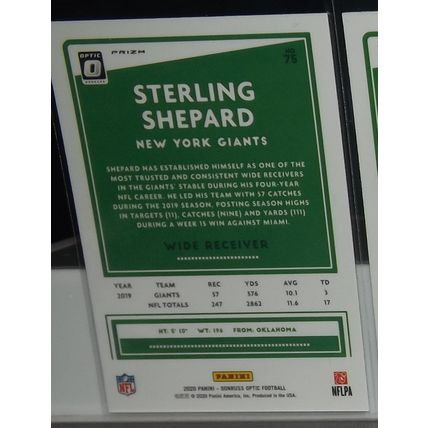 OPTIC
PRIZM
NO.
75
STERLING
SHEPARD
NEW YORK GIANTS
SHEPARD HAS ESTABLISHED HIMSELF AS ONE OF THE
MOST TRUSTED AND CONSISTENT WIDE RECEIVERS
IN THE GIANTS' STABLE DURING HIS FOUR-YEAR
NFL CAREER. HE LED HIS TEAM WITH 57 CATCHES
DURING THE 2019 SEASON, POSTING SEASON HIGHS
IN TARGETS (11), CATCHES (NINE) AND YARDS (111)
DURING A WEEK 15 WIN AGAINST MIAMI.
WIDE RECEIVER
YEAR TEAM REC YDS AVG TD
2019 GIANTS 57 576 10.1 3
NFL TOTALS 247 2862 11.6 17
HT: 5' 10" WT: 196 FROM: OKLAHOMA
NFL
PANINI
NFLPA
2020 PANINI - DONRUSS OPTIC FOOTBALL
© 2020 Panini America, Inc. Produced in the USA.